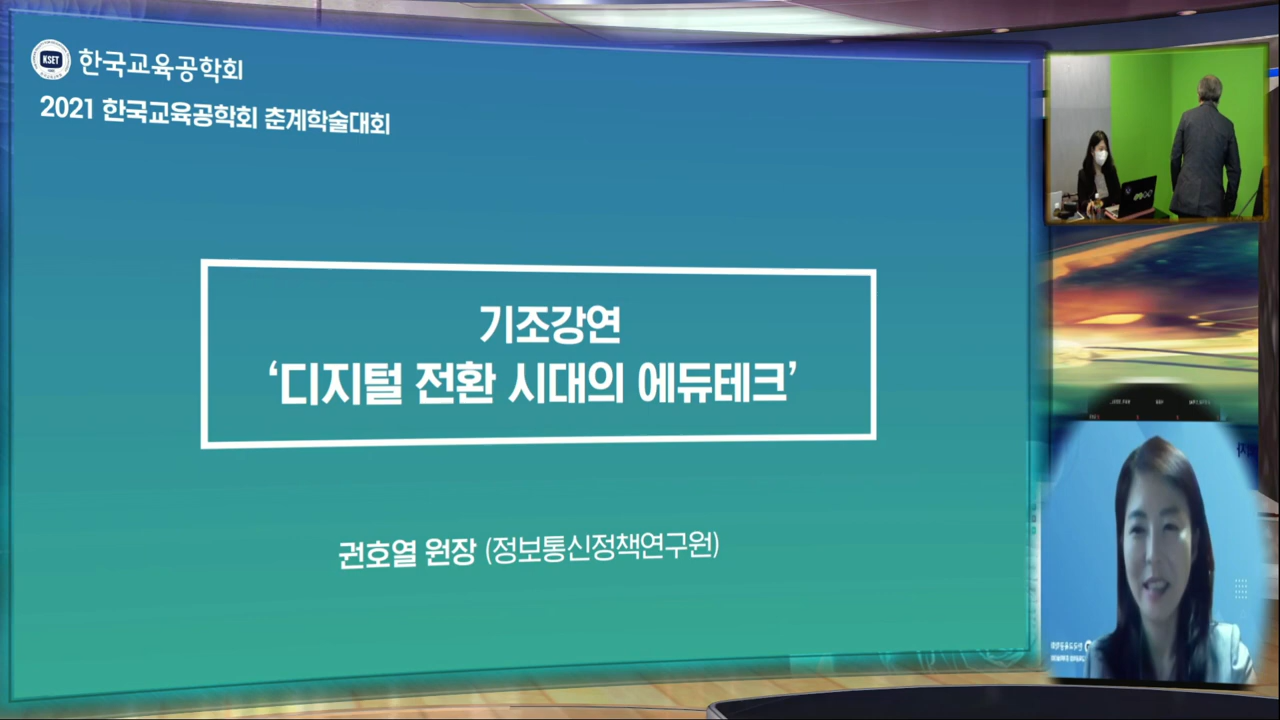 KSET 한국교육공학회
2021 한국교육공학회 춘계학술대회
기조강연
‘디지털 전환 시대의 에듀테크’
권호열 원장 (정보통신정책연구원)